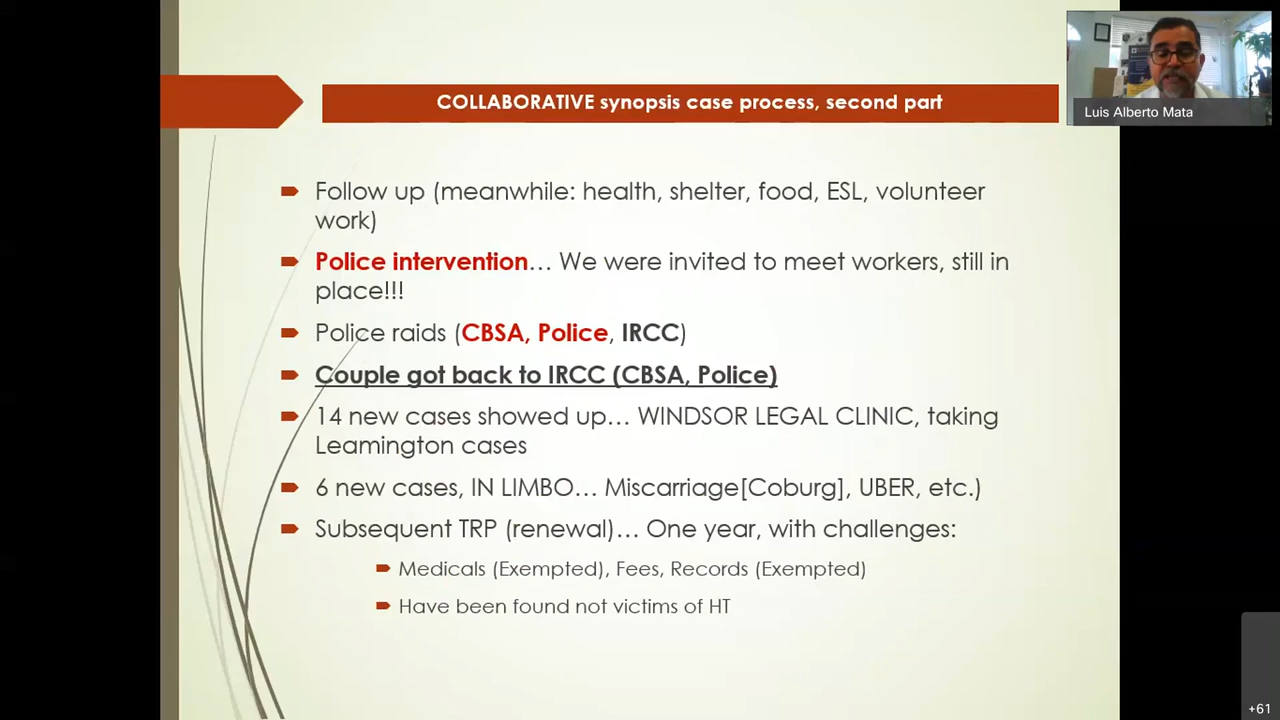 COLLABORATIVE synopsis case process, second part
Luis Alberto Mata
Follow up (meanwhile: health, shelter, food, ESL, volunteer
work)
Police intervention… We were invited to meet workers, still in
place!!!
Police raids (CBSA, Police, IRCC)
Couple got back to IRCC (CBSA, Police)
14 new cases showed up… WINDSOR LEGAL CLINIC, taking
Leamington cases
6 new cases, IN LIMBO… Miscarriage[Coburg], UBER, etc.)
Subsequent TRP (renewal)… One year, with challenges:
Medicals (Exempted), Fees, Records (Exempted)
Have been found not victims of HT
+61